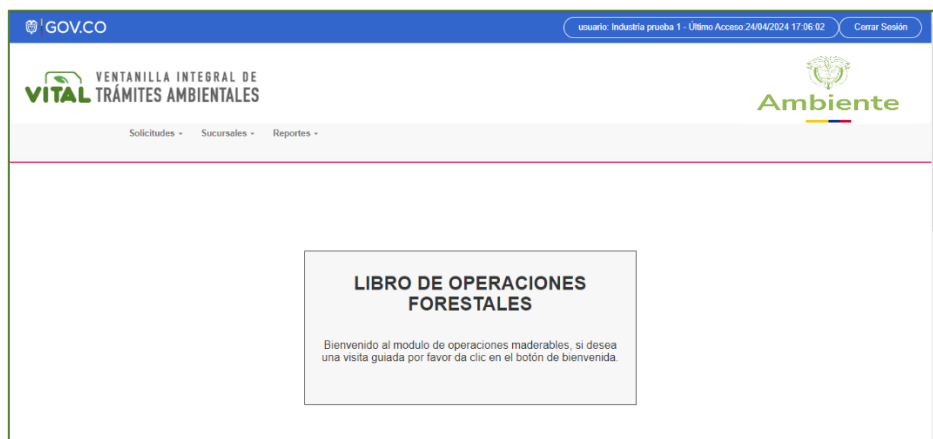 GOV.CO
usuario: Industria prueba 1 - Último Acceso:24/04/2024 17:06:02
Cerrar Sesión
VITAL
VENTANILLA INTEGRAL DE
TRÁMITES AMBIENTALES
Ambiente
Solicitudes Sucursales Reportes
LIBRO DE OPERACIONES
FORESTALES
Bienvenido al modulo de operaciones maderables, si desea
una visita guiada por favor da clic en el botón de bienvenida.